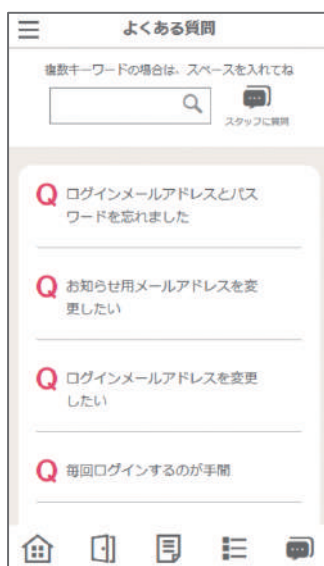 よくある質問
複数キーワードの場合は、スペースを入れてね
スタッフに質問
Q ログインメールアドレスとパス
ワードを忘れました
Q お知らせ用メールアドレスを変
更したい
Q ログインメールアドレスを変更
したい
Q 毎回ログインするのが手間